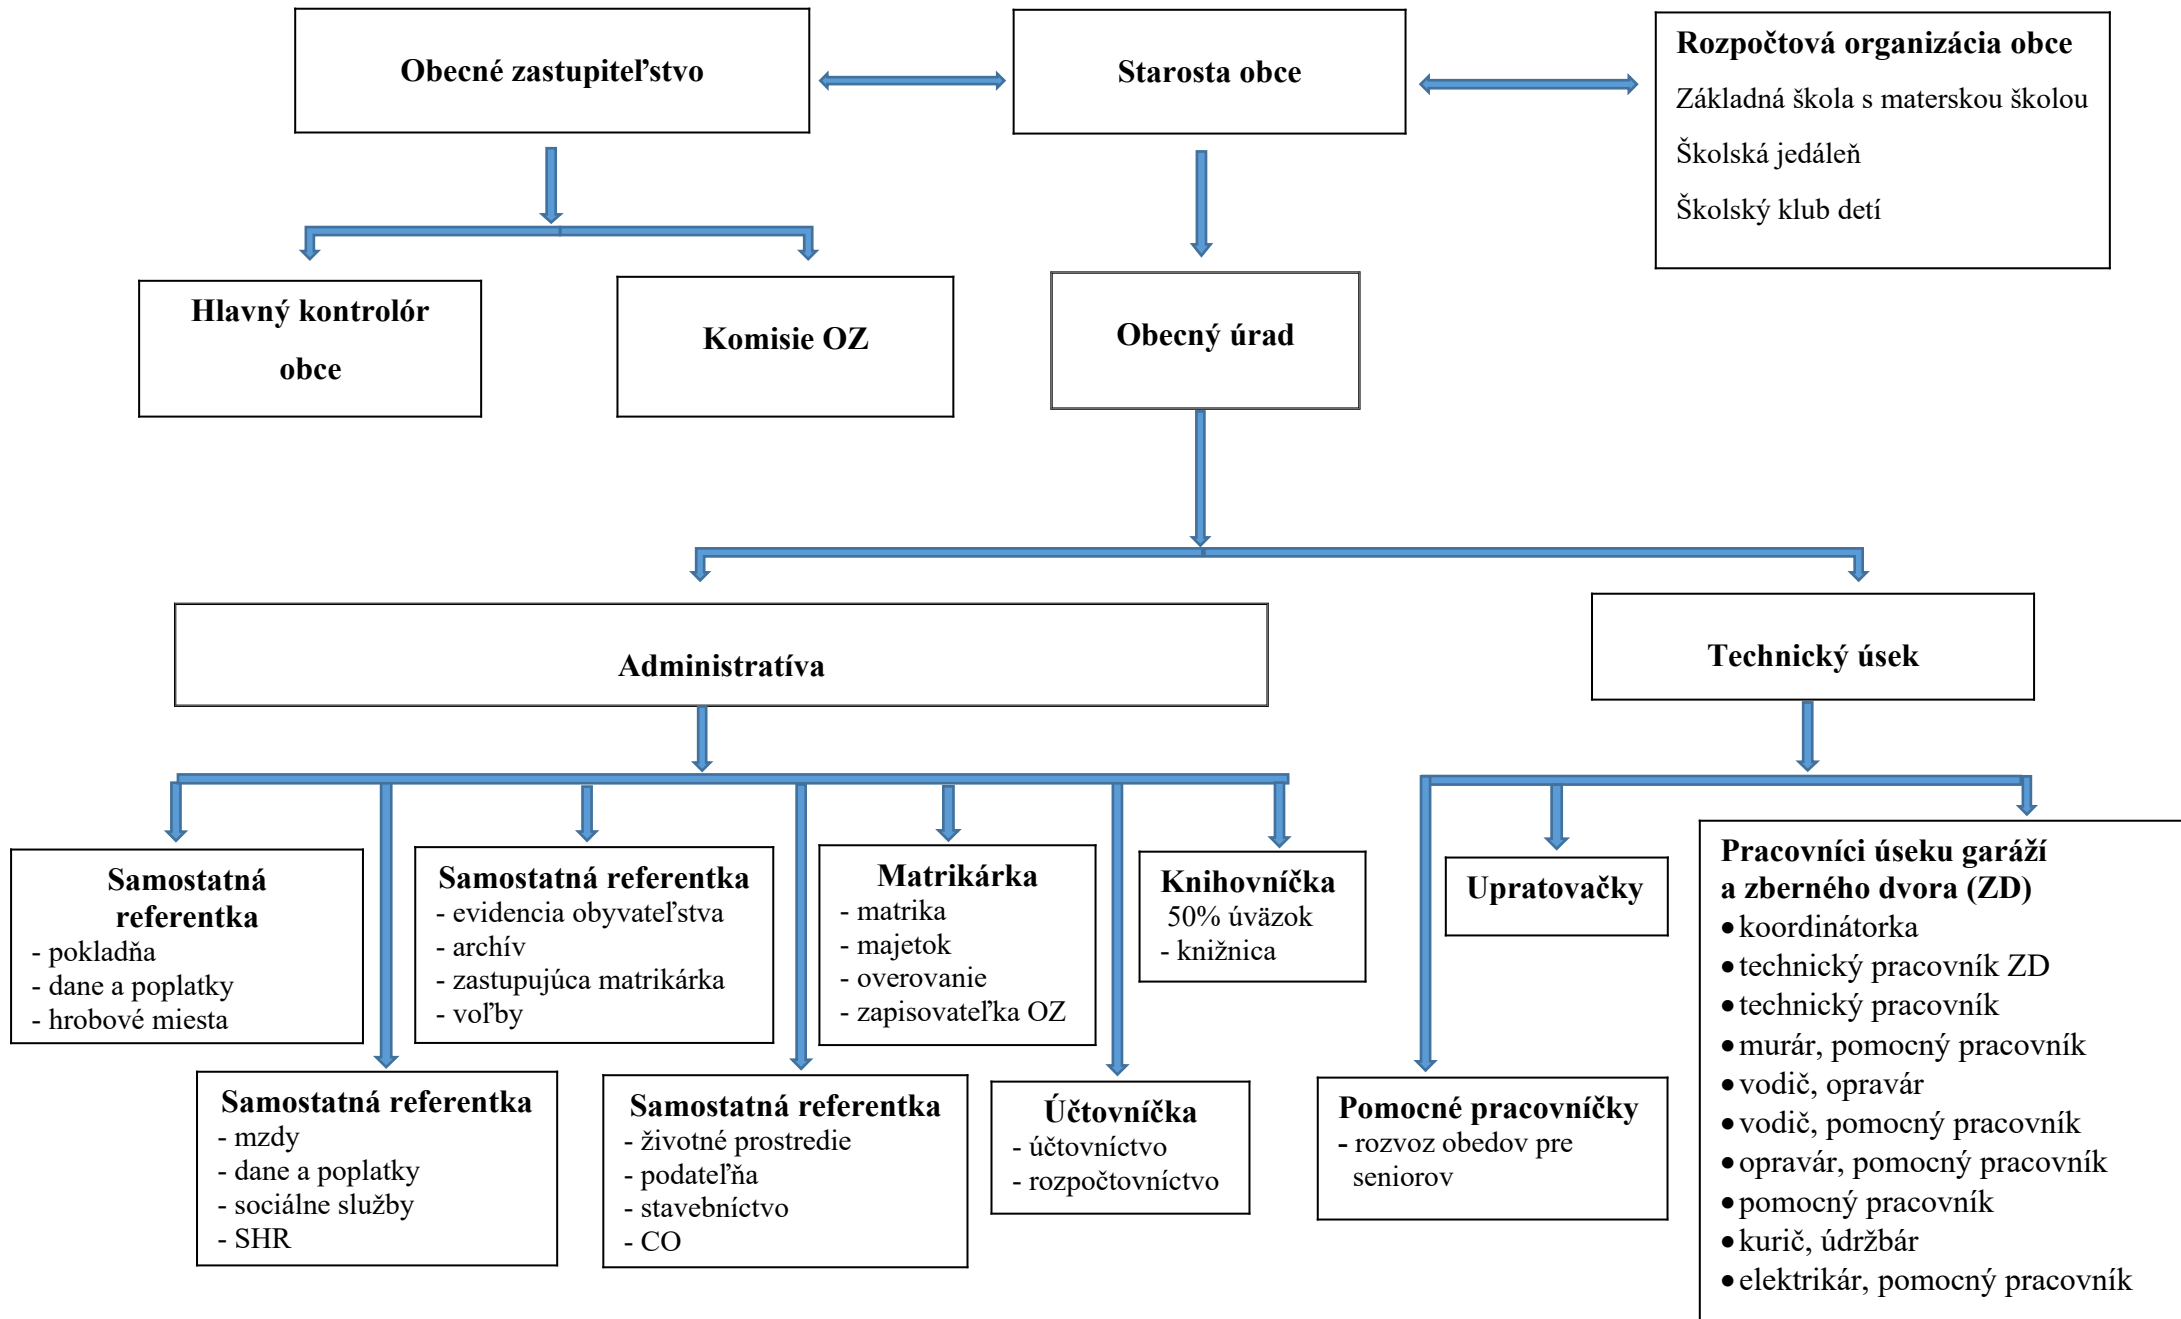 Obecné zastupiteľstvo
Starosta obce
Rozpočtová organizácia obce
Základná škola s materskou školou
Školská jedáleň
Školský klub detí
Hlavný kontrolór
obce
Komisie OZ
Obecný úrad
Administratíva
Technický úsek
Samostatná
referentka
- pokladňa
- dane a poplatky
- hrobové miesta
Samostatná referentka
- evidencia obyvateľstva
- archív
- zastupujúca matrikárka
- voľby
Matrikárka
- matrika
- majetok
- overovanie
- zapisovateľka OZ
Knihovníčka
50% úväzok
- knižnica
Upratovačky
Pracovníci úseku garáží
a zberného dvora (ZD)
• koordinátorka
• technický pracovník ZD
• technický pracovník
• murár, pomocný pracovník
• vodič, opravár
• vodič, pomocný pracovník
• opravár, pomocný pracovník
• pomocný pracovník
• kurič, údržbár
• elektrikár, pomocný pracovník
Samostatná referentka
- mzdy
- dane a poplatky
- sociálne služby
- SHR
Samostatná referentka
- životné prostredie
- podateľňa
- stavebníctvo
- CO
Účtovníčka
- účtovníctvo
- rozpočtovníctvo
Pomocné pracovníčky
- rozvoz obedov pre
seniorov